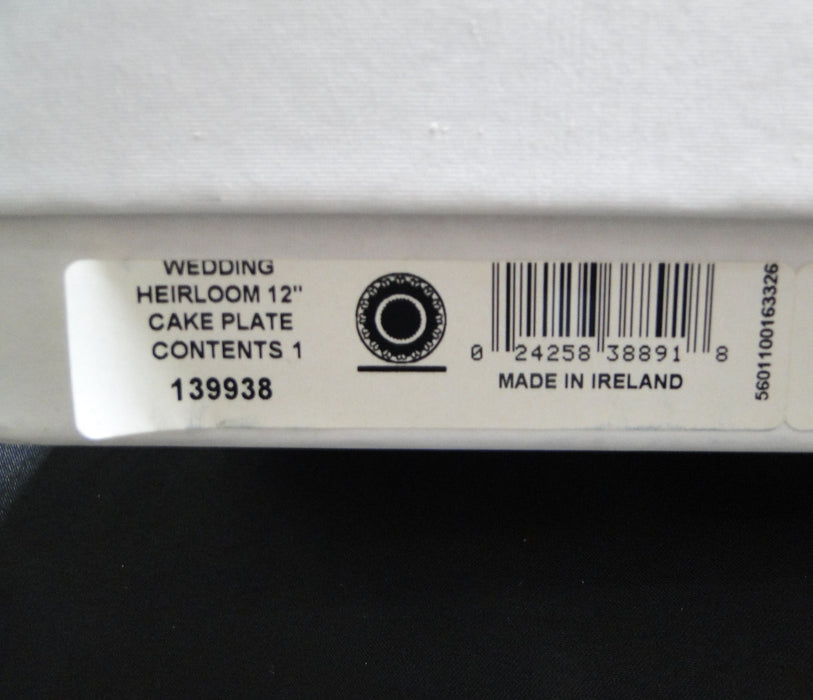 WEDDING
HEIRLOOM 12"
CAKE PLATE
CONTENTS 1
139938
0 24258 38891 8
MADE IN IRELAND
5601100163326